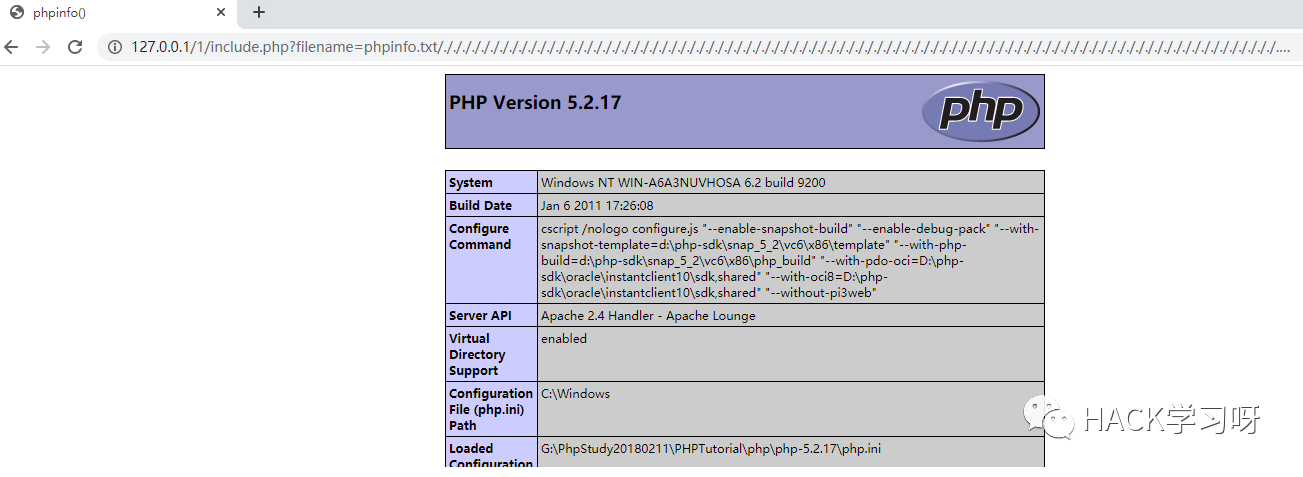 phpinfo()
127.0.0.1/1/include.php?filename=phpinfo.txt/././././././././././././././././././././././././././././././././././././././././././././././././././././././././././././././././././././././././././././././././././....
PHP Version 5.2.17
php
System Windows NT WIN-A6A3NUVHOSA 6.2 build 9200
Build Date Jan 6 2011 17:26:08
Configure Command cscript /nologo configure.js "--enable-snapshot-build" "--enable-debug-pack" "--with-
snapshot-template=d:\php-sdk\snap_5_2\vc6\x86\template" "--with-php-
build=d:\php-sdk\snap_5_2\vc6\x86\php_build" "--with-pdo-oci=D:\php-
sdk\oracle\instantclient10\sdk,shared" "--with-oci8=D:\php-
sdk\oracle\instantclient10\sdk,shared" "--without-pi3web"
Server API Apache 2.4 Handler - Apache Lounge
Virtual Directory Support enabled
Configuration File (php.ini) Path C:\Windows
Loaded Configuration G:\PhpStudy20180211\PHPTutorial\php\php-5.2.17\php.ini
HACK学习呀